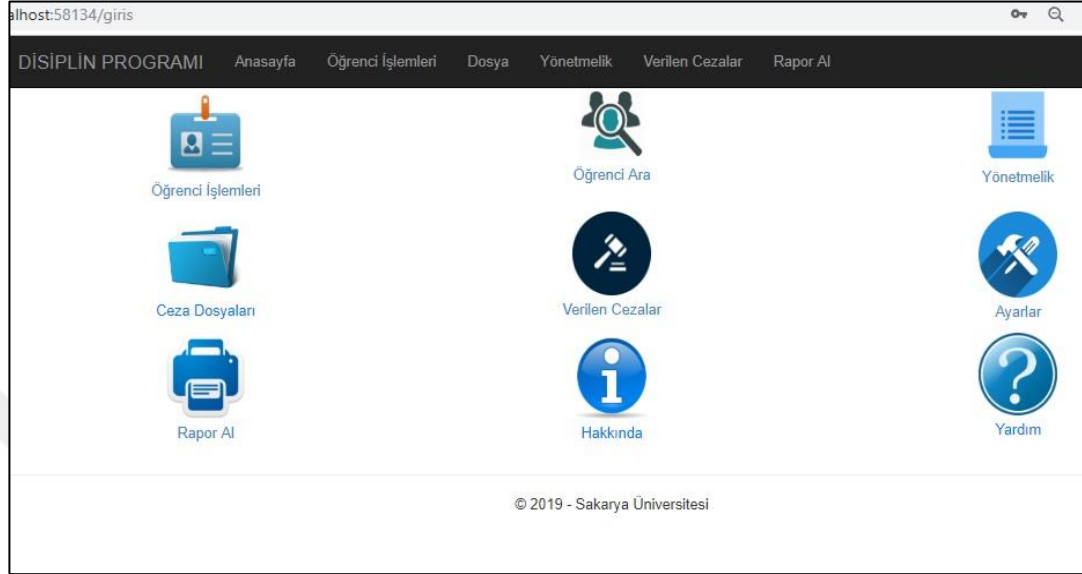 alhost:58134/giris
DİSİPLİN PROGRAMI Anasayfa Öğrenci İşlemleri Dosya Yönetmelik Verilen Cezalar Rapor Al
Öğrenci İşlemleri Öğrenci Ara Yönetmelik
Ceza Dosyaları Verilen Cezalar Ayarlar
Rapor Al Hakkında Yardım
© 2019 - Sakarya Üniversitesi